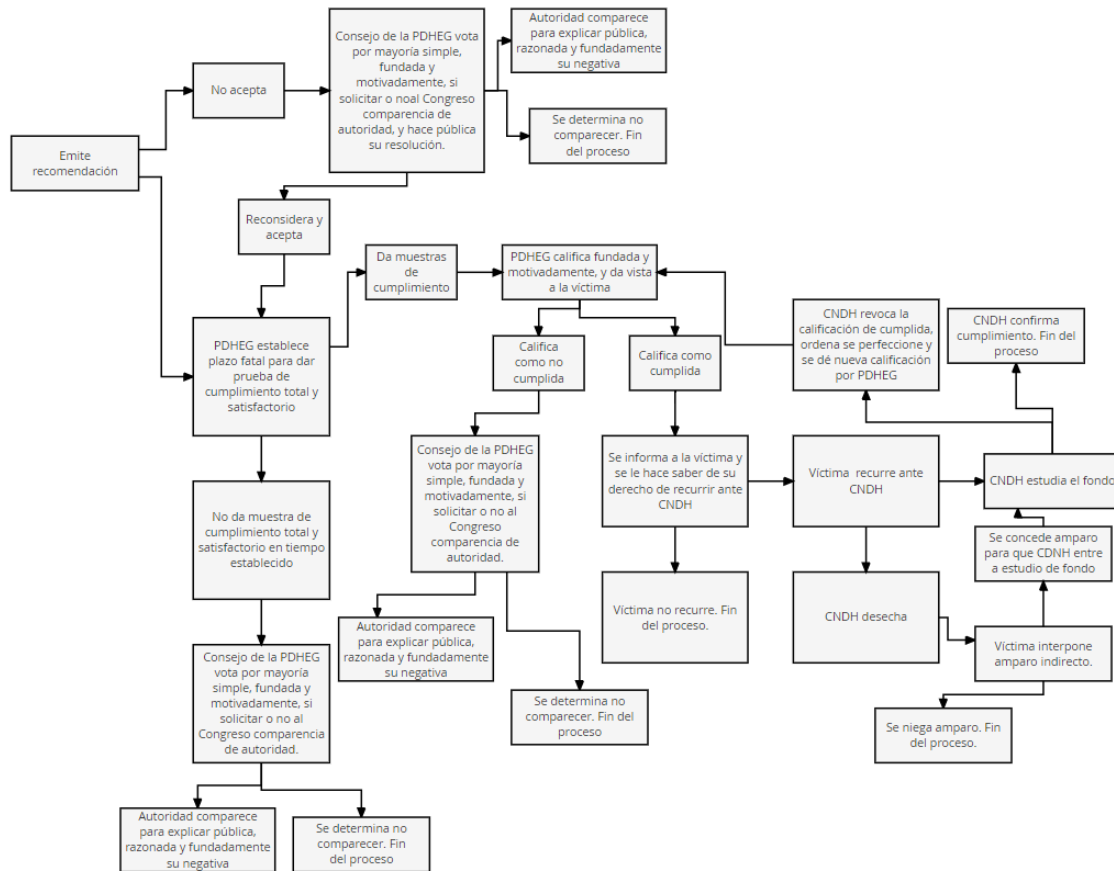 Emite
recomendación
No acepta
Consejo de la PDHEG vota
por mayoría simple,
fundada y
motivadamente, si
solicitar o noal Congreso
comparencia de
autoridad, y hace pública
su resolución.
Autoridad comparece
para explicar pública,
razonada y fundadamente
su negativa
Se determina no
comparecer. Fin
del proceso
Reconsidera y
acepta
Da muestras
de
cumplimiento
PDHEG califica fundada y
motivadamente, y da vista
a la víctima
PDHEG establece
plazo fatal para dar
prueba de
cumplimiento total y
satisfactorio
Califica
como no
cumplida
Califica como
cumplida
CNDH revoca la
calificación de cumplida,
ordena se perfeccione y
se dé nueva calificación
por PDHEG
CNDH confirma
cumplimiento. Fin del
proceso
Consejo de la PDHEG
vota por mayoría
simple, fundada y
motivadamente, si
solicitar o no al
Congreso
comparencia de
autoridad.
Se informa a la víctima y
se le hace saber de su
derecho de recurrir ante
CNDH
Víctima recurre ante
CNDH
CNDH estudia el fondo
No da muestra de
cumplimiento total y
satisfactorio en tiempo
establecido
Se concede amparo
para que CDNH entre
a estudio de fondo
Víctima no recurre. Fin
del proceso.
CNDH desecha
Víctima interpone
amparo indirecto.
Autoridad comparece
para explicar pública,
razonada y fundadamente
su negativa
Se determina no
comparecer. Fin del
proceso
Se niega amparo. Fin
del proceso.
Consejo de la PDHEG
vota por mayoría
simple, fundada y
motivadamente, si
solicitar o no al
Congreso comparencia
de autoridad.
Autoridad comparece
para explicar pública,
razonada y fundadamente
su negativa
Se determina no
comparecer. Fin
del proceso